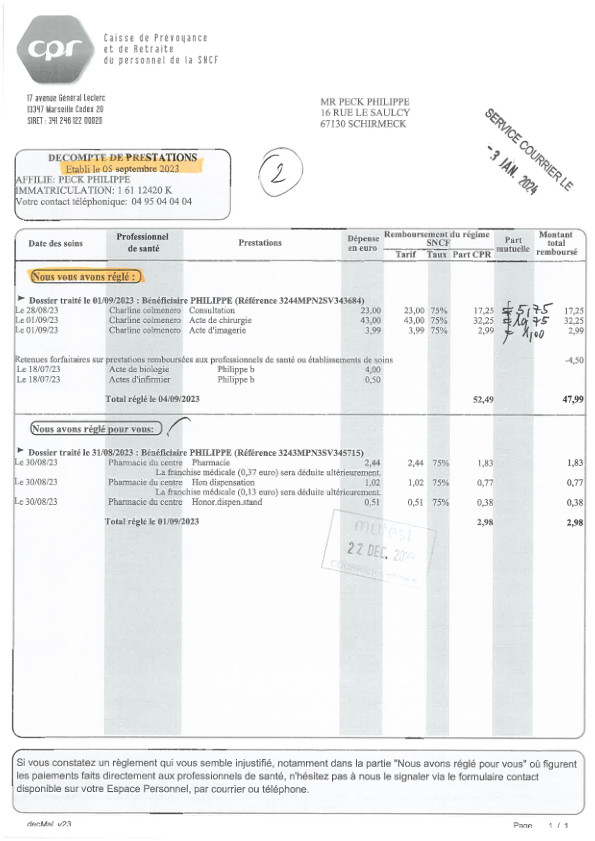 cpr
Caisse de Prévoyance
et de Retraite
du personnel de la SNCF
17 avenue Général Leclerc
13347 Marseille Cedex 20
SIRET : 341 246 122 00020
MR PECK PHILIPPE
16 RUE LE SAULCY
67130 SCHIRMECK
SERVICE COURRIER LE
-3 JAN. 2024
DECOMPTE DE PRESTATIONS
Etabli le 05 septembre 2023
AFFILIE: PECK PHILIPPE
IMMATRICULATION: 1 61 12420 K
Votre contact téléphonique: 04 95 04 04 04
2
Date des soins Professionnel de santé Prestations Dépense en euro Remboursement du régime SNCF Tarif Taux Part CPR Part mutuelle Montant total remboursé
Nous vous avons réglé :
Dossier traité le 01/09/2023 : Bénéficiaire PHILIPPE (Référence 3244MPN2SV343684)
Le 28/08/23 Charline colmenero Consultation 23,00 23,00 75% 17,25 5,75 17,25
Le 01/09/23 Charline colmenero Acte de chirurgie 43,00 43,00 75% 32,25 10,75 32,25
Le 01/09/23 Charline colmenero Acte d'imagerie 3,99 3,99 75% 2,99 1,00 2,99
Retenues forfaitaires sur prestations remboursées aux professionnels de santé ou établissements de soins -4,50
Le 18/07/23 Acte de biologie Philippe b 4,00
Le 18/07/23 Actes d'infirmier Philippe b 0,50
Total réglé le 04/09/2023 52,49 47,99
Nous avons réglé pour vous:
Dossier traité le 31/08/2023 : Bénéficiaire PHILIPPE (Référence 3243MPN3SV345715)
Le 30/08/23 Pharmacie du centre Pharmacie 2,44 2,44 75% 1,83 1,83
La franchise médicale (0,37 euro) sera déduite ultérieurement.
Le 30/08/23 Pharmacie du centre Hon dispensation 1,02 1,02 75% 0,77 0,77
La franchise médicale (0,13 euro) sera déduite ultérieurement.
Le 30/08/23 Pharmacie du centre Honor.dispen.stand 0,51 0,51 75% 0,38 0,38
Total réglé le 01/09/2023 2,98 2,98
mutest
22 DEC.
Si vous constatez un règlement qui vous semble injustifié, notamment dans la partie "Nous avons réglé pour vous" où figurent
les paiements faits directement aux professionnels de santé, n'hésitez pas à nous le signaler via le formulaire contact
disponible sur votre Espace Personnel, par courrier ou téléphone.
decMal_v23
Page 1 / 1